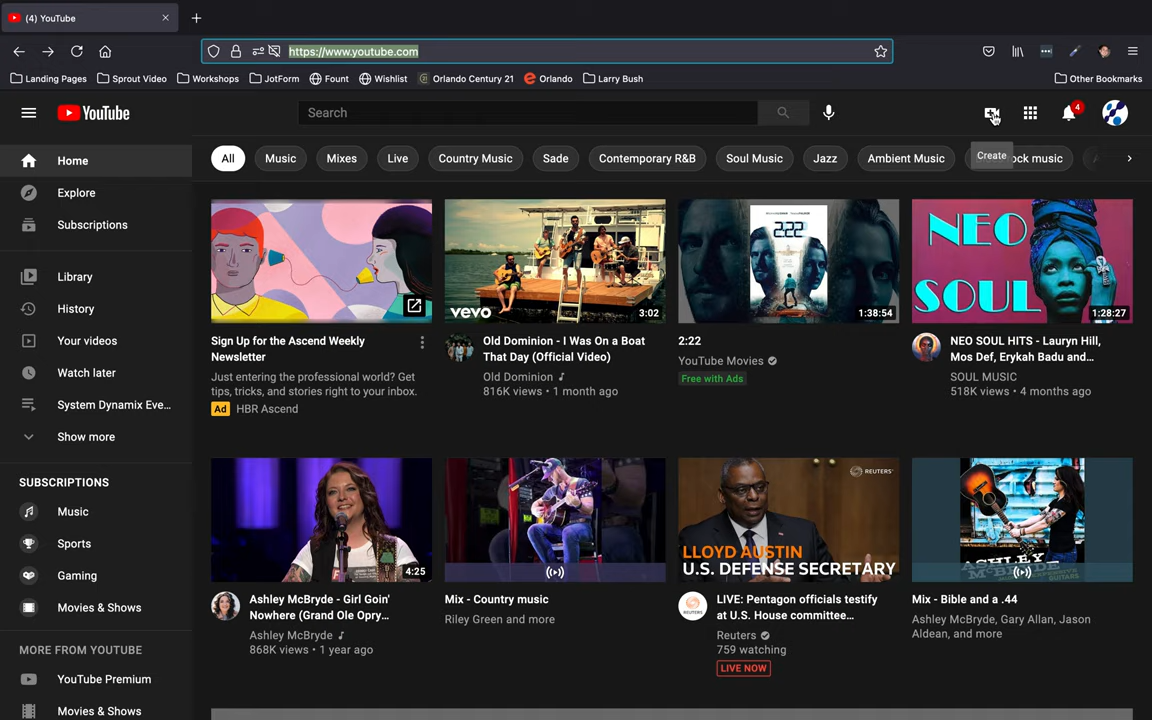 (4) YouTube
https://www.youtube.com
Landing Pages
Sprout Video
Workshops
JotForm
Fount
Wishlist
Orlando Century 21
Orlando
Larry Bush
Other Bookmarks
YouTube
Search
4
Create
Home
Explore
Subscriptions
Library
History
Your videos
Watch later
System Dynamix Eve...
Show more
SUBSCRIPTIONS
Music
Sports
Gaming
Movies & Shows
MORE FROM YOUTUBE
YouTube Premium
Movies & Shows
All
Music
Mixes
Live
Country Music
Sade
Contemporary R&B
Soul Music
Jazz
Ambient Music
ock music
Sign Up for the Ascend Weekly
Newsletter
Just entering the professional world? Get
tips, tricks, and stories right to your inbox.
Ad HBR Ascend
vevo
3:02
Old Dominion - I Was On a Boat
That Day (Official Video)
Old Dominion
816K views • 1 month ago
2:22
1:38:54
2:22
YouTube Movies
Free with Ads
NEO
SOUL
1:28:27
NEO SOUL HITS - Lauryn Hill,
Mos Def, Erykah Badu and...
SOUL MUSIC
518K views • 4 months ago
4:25
Ashley McBryde - Girl Goin'
Nowhere (Grand Ole Opry...
Ashley McBryde
868K views • 1 year ago
Mix - Country music
Riley Green and more
REUTERS
LLOYD AUSTIN
U.S. DEFENSE SECRETARY
LIVE: Pentagon officials testify
at U.S. House committee...
Reuters
759 watching
LIVE NOW
ASHLEY
McBRYDE
Mix - Bible and a .44
Ashley McBryde, Gary Allan, Jason
Aldean, and more